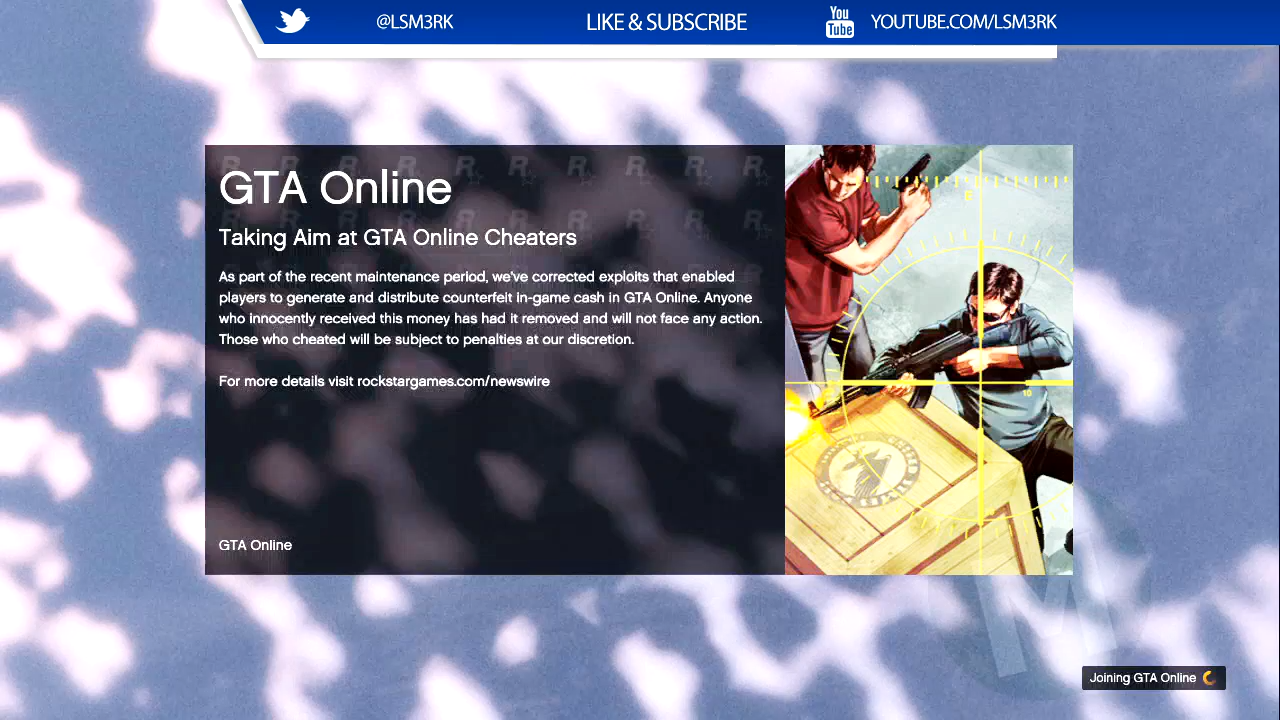 @LSM3RK
LIKE & SUBSCRIBE
You
Tube
YOUTUBE.COM/LSM3RK
GTA Online
Taking Aim at GTA Online Cheaters
As part of the recent maintenance period, we've corrected exploits that enabled
players to generate and distribute counterfeit in-game cash in GTA Online. Anyone
who innocently received this money has had it removed and will not face any action.
Those who cheated will be subject to penalties at our discretion.
For more details visit rockstargames.com/newswire
10
GTA Online
M
Joining GTA Online